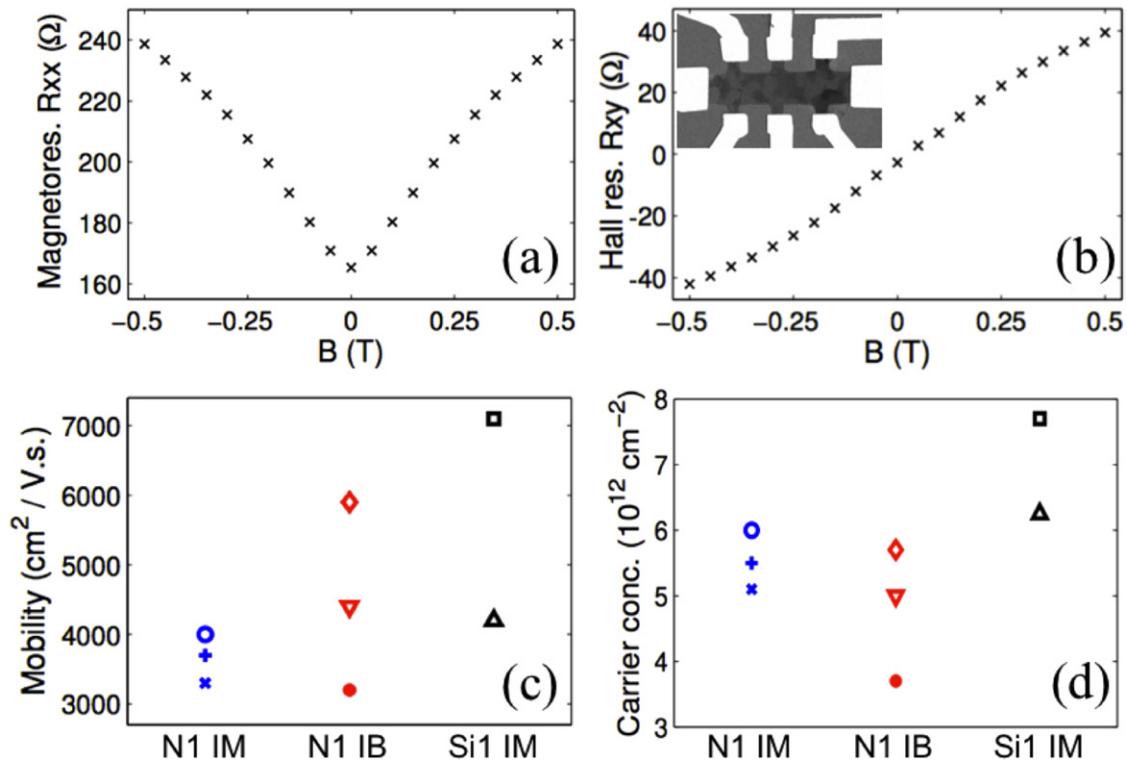 Magnetores. Rxx (Ω)
240
220
200
180
160
−0.5
−0.25
0
0.25
0.5
B (T)
(a)
Hall res. Rxy (Ω)
40
20
0
-20
-40
−0.5
−0.25
0
0.25
0.5
B (T)
(b)
Mobility (cm² / V.s.)
7000
6000
5000
4000
3000
N1 IM
N1 IB
Si1 IM
(c)
Carrier conc. (10¹² cm⁻²)
8
7
6
5
4
3
N1 IM
N1 IB
Si1 IM
(d)